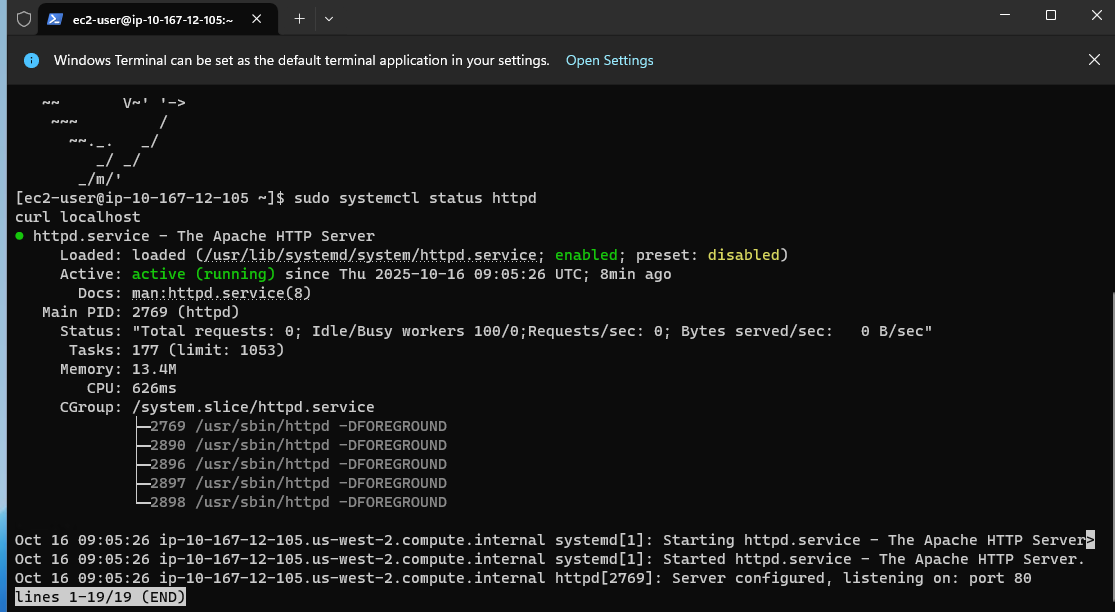 ec2-user@ip-10-167-12-105:~
Windows Terminal can be set as the default terminal application in your settings. Open Settings
   ~~       V~' '->
    ~~~         /
      ~~._.   _/
         _/ _/
       _/m/'
[ec2-user@ip-10-167-12-105 ~]$ sudo systemctl status httpd
curl localhost
● httpd.service - The Apache HTTP Server
     Loaded: loaded (/usr/lib/systemd/system/httpd.service; enabled; preset: disabled)
     Active: active (running) since Thu 2025-10-16 09:05:26 UTC; 8min ago
       Docs: man:httpd.service(8)
   Main PID: 2769 (httpd)
     Status: "Total requests: 0; Idle/Busy workers 100/0;Requests/sec: 0; Bytes served/sec:   0 B/sec"
      Tasks: 177 (limit: 1053)
     Memory: 13.4M
        CPU: 626ms
     CGroup: /system.slice/httpd.service
             ├─2769 /usr/sbin/httpd -DFOREGROUND
             ├─2890 /usr/sbin/httpd -DFOREGROUND
             ├─2896 /usr/sbin/httpd -DFOREGROUND
             ├─2897 /usr/sbin/httpd -DFOREGROUND
             └─2898 /usr/sbin/httpd -DFOREGROUND
Oct 16 09:05:26 ip-10-167-12-105.us-west-2.compute.internal systemd[1]: Starting httpd.service - The Apache HTTP Server>
Oct 16 09:05:26 ip-10-167-12-105.us-west-2.compute.internal systemd[1]: Started httpd.service - The Apache HTTP Server.
Oct 16 09:05:26 ip-10-167-12-105.us-west-2.compute.internal httpd[2769]: Server configured, listening on: port 80
lines 1-19/19 (END)